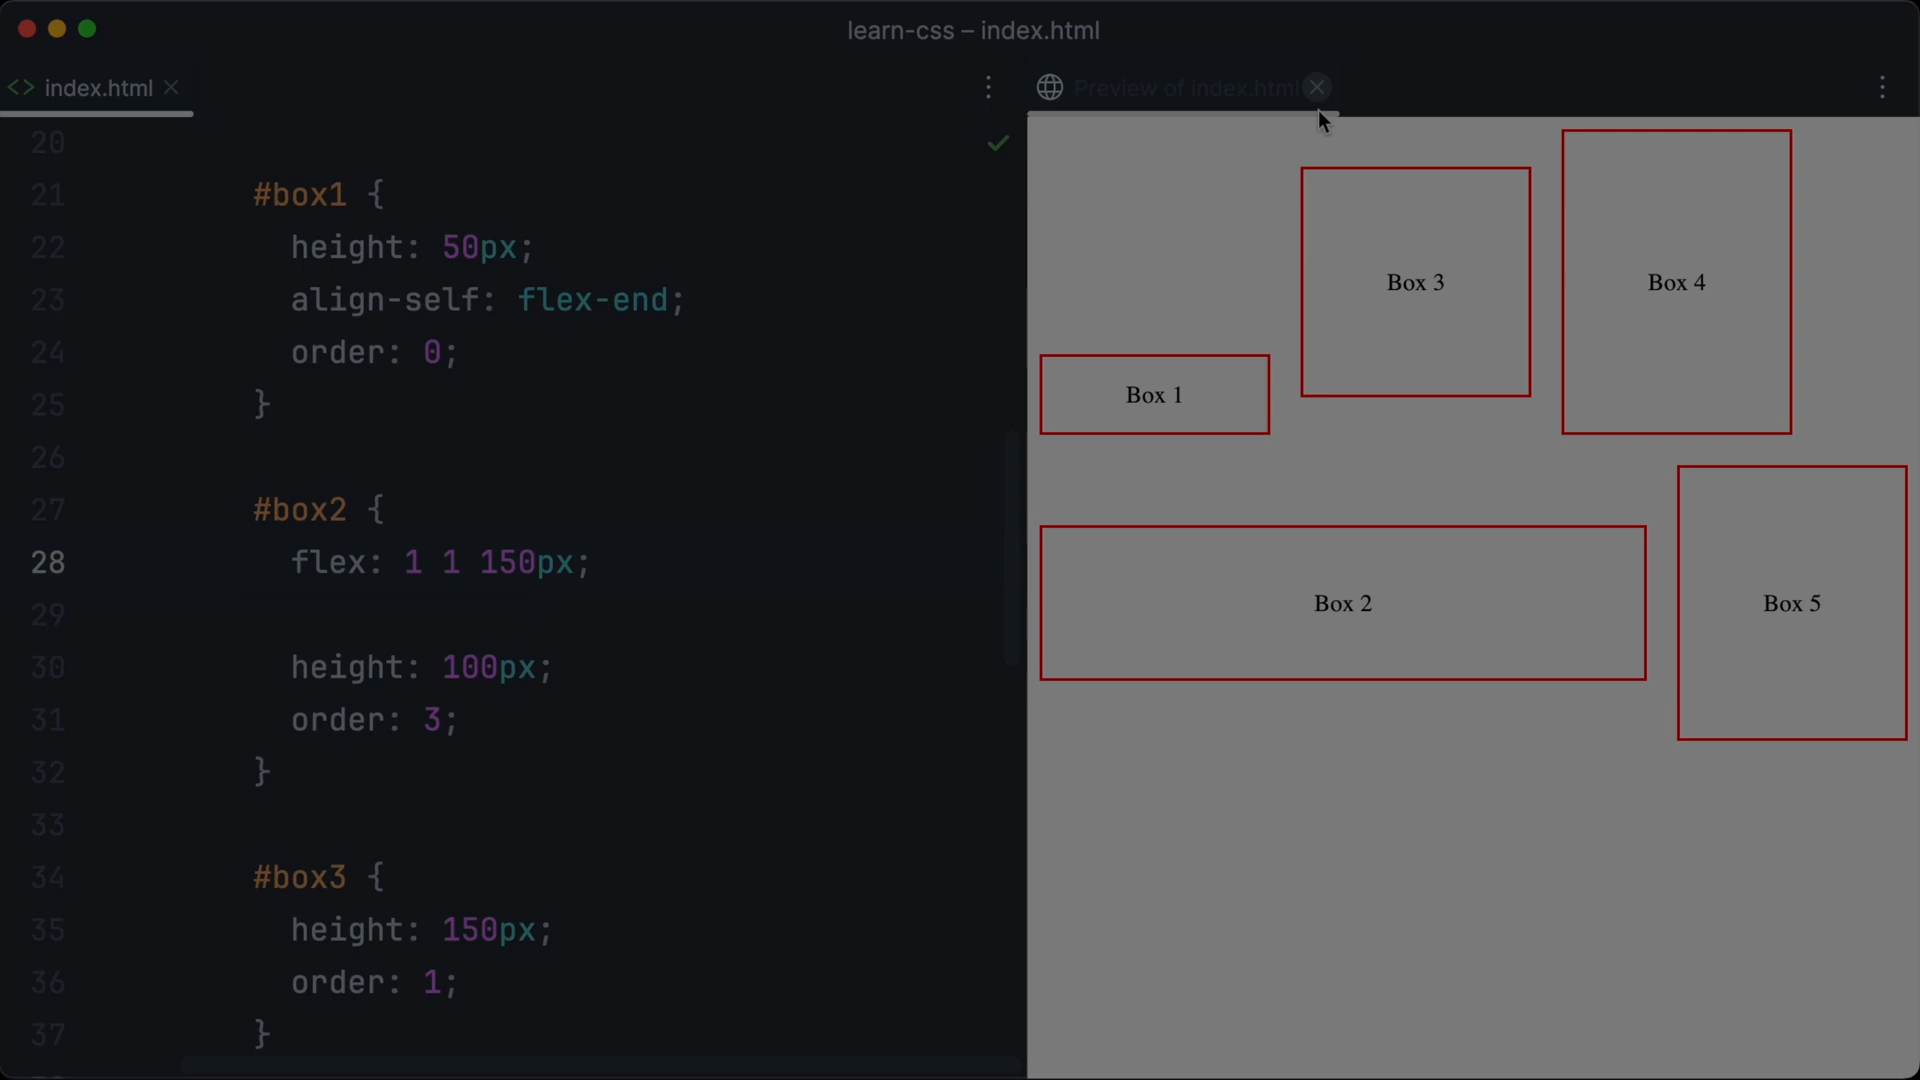 learn-css – index.html
<> index.html
Preview of index.html
20
21 #box1 {
22 height: 50px;
23 align-self: flex-end;
24 order: 0;
25 }
26
27 #box2 {
28 flex: 1 1 150px;
29
30 height: 100px;
31 order: 3;
32 }
33
34 #box3 {
35 height: 150px;
36 order: 1;
37 }
Box 3
Box 4
Box 1
Box 2
Box 5